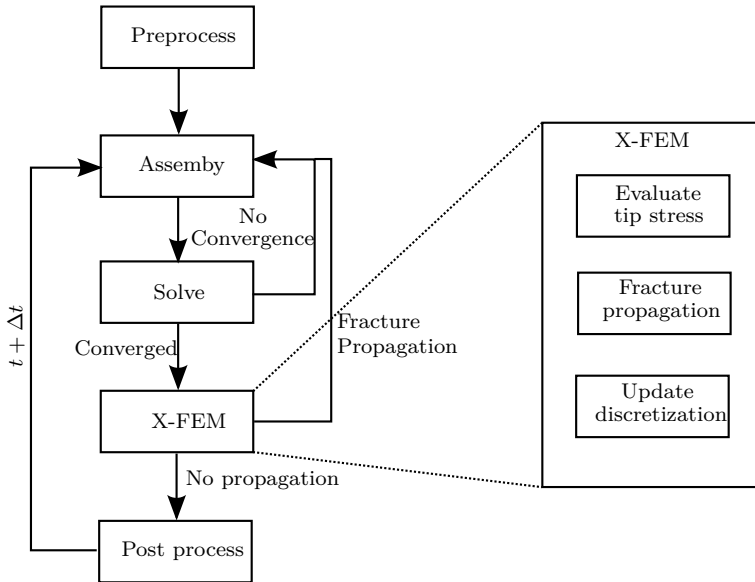 Preprocess
Assemby
No
Convergence
Solve
Converged
Fracture
Propagation
X-FEM
No propagation
Post process
t + Δt
X-FEM
Evaluate
tip stress
Fracture
propagation
Update
discretization